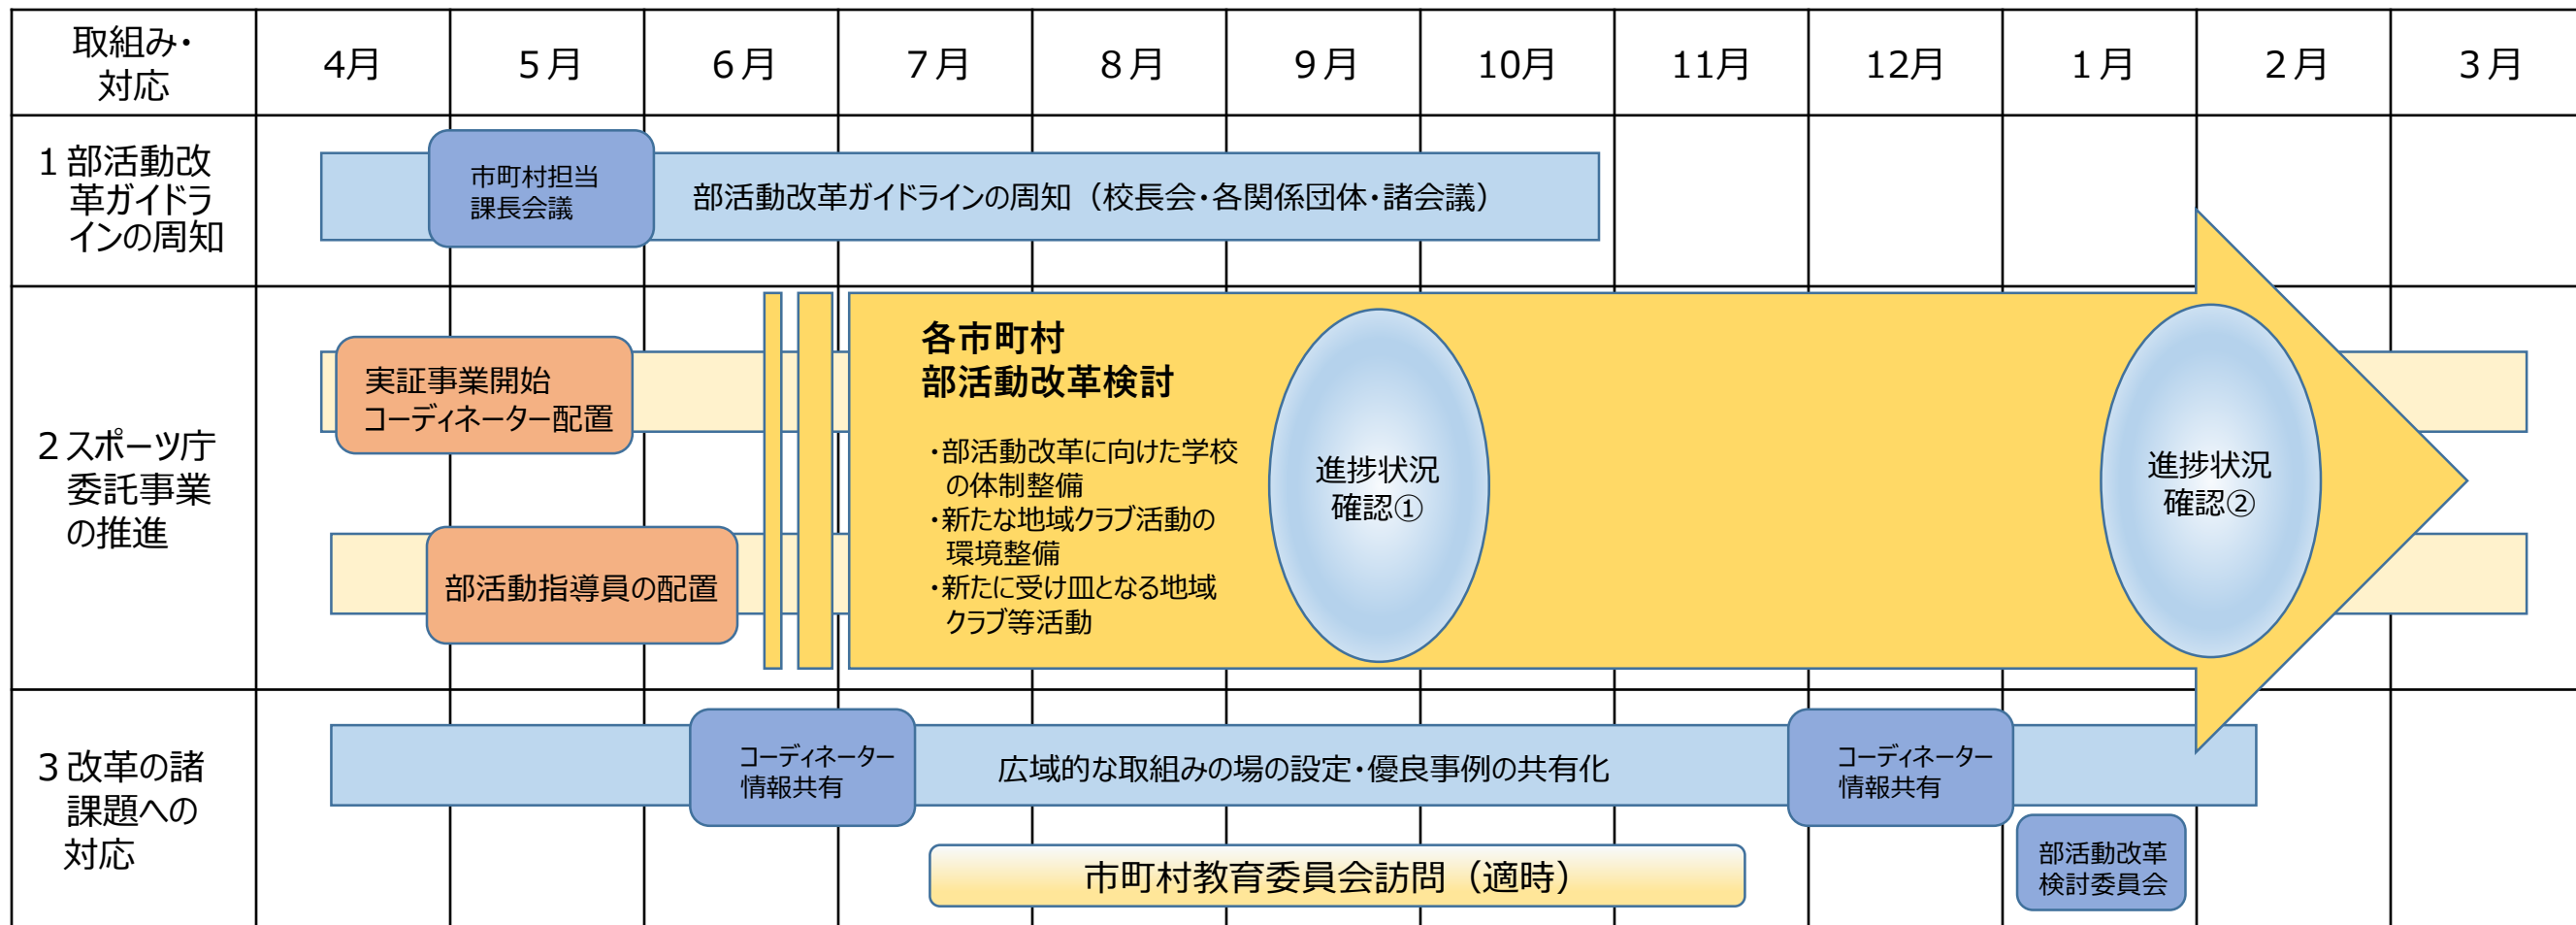 取組み・
対応
4月
５月
６月
７月
８月
９月
10月
11月
12月
１月
２月
３月
１部活動改
革ガイドラ
インの周知
市町村担当
課長会議
部活動改革ガイドラインの周知（校長会・各関係団体・諸会議）
２スポーツ庁
委託事業
の推進
実証事業開始
コーディネーター配置
部活動指導員の配置
各市町村
部活動改革検討
・部活動改革に向けた学校
の体制整備
・新たな地域クラブ活動の
環境整備
・新たに受け皿となる地域
クラブ等活動
進捗状況
確認①
進捗状況
確認②
３改革の諸
課題への
対応
コーディネーター
情報共有
広域的な取組みの場の設定・優良事例の共有化
コーディネーター
情報共有
市町村教育委員会訪問（適時）
部活動改革
検討委員会